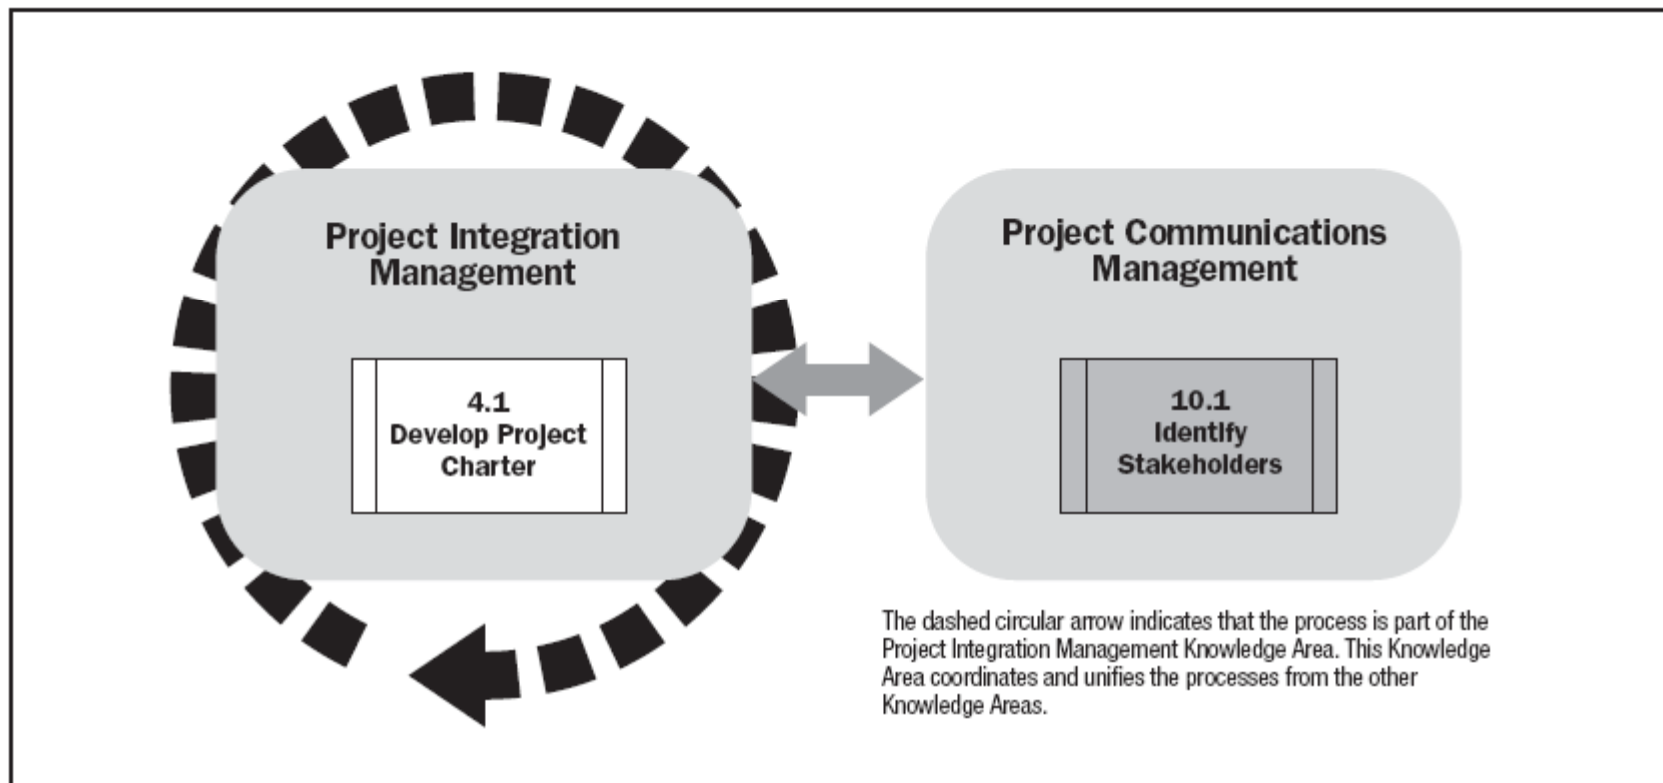 Project Integration
Management
4.1
Develop Project
Charter
Project Communications
Management
10.1
Identify
Stakeholders
The dashed circular arrow indicates that the process is part of the
Project Integration Management Knowledge Area. This Knowledge
Area coordinates and unifies the processes from the other
Knowledge Areas.